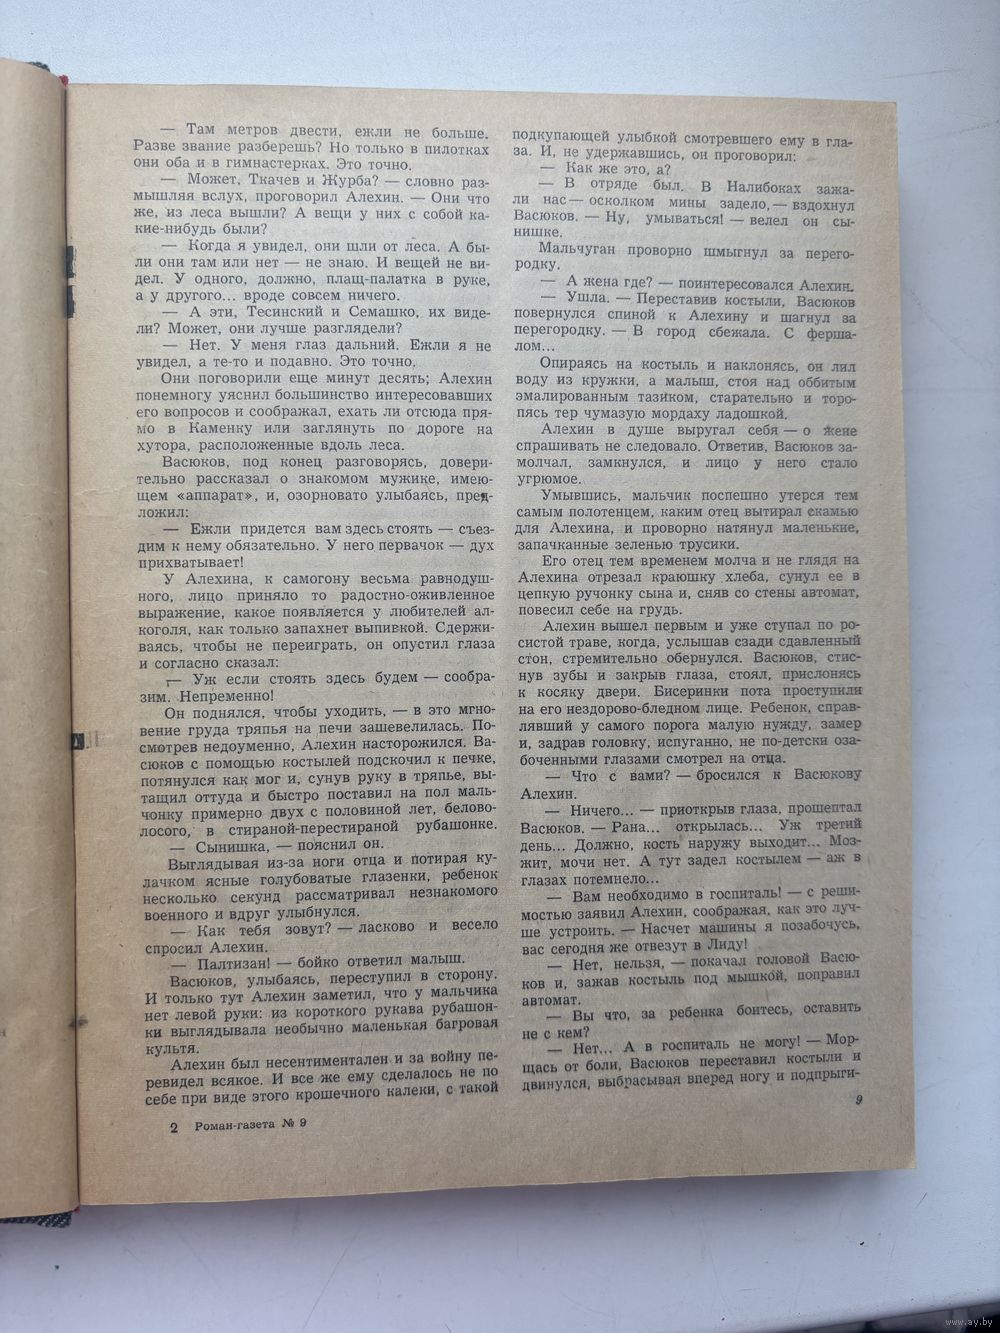 — Там метров двести, ежли не больше.
Разве звание разберешь? Но только в пилотках
они оба и в гимнастерках. Это точно.
— Может, Ткачев и Журба? — словно раз-
мышляя вслух, проговорил Алехин. — Они что
же, из леса вышли? А вещи у них с собой ка-
кие-нибудь были?
— Когда я увидел, они шли от леса. А бы-
ли они там или нет — не знаю. И вещей не ви-
дел. У одного, должно, плащ-палатка в руке,
а у другого... вроде совсем ничего.
— А эти, Тесинский и Семашко, их виде-
ли? Может, они лучше разглядели?
— Нет. У меня глаз дальний. Ежли я не
увидел, а те-то и подавно. Это точно.
Они поговорили еще минут десять; Алехин
понемногу уяснил большинство интересовавших
его вопросов и соображал, ехать ли отсюда пря-
мо в Каменку или заглянуть по дороге на
хутора, расположенные вдоль леса.
Васюков, под конец разговорясь, довери-
тельно рассказал о знакомом мужике, имею-
щем «аппарат», и, озорновато улыбаясь, пред-
ложил:
— Ежли придется вам здесь стоять — съез-
дим к нему обязательно. У него первачок — дух
прихватывает!
У Алехина, к самогону весьма равнодуш-
ного, лицо приняло то радостно-оживленное
выражение, какое появляется у любителей ал-
коголя, как только запахнет выпивкой. Сдержи-
ваясь, чтобы не переиграть, он опустил глаза
и согласно сказал:
— Уж если стоять здесь будем — сообра-
зим. Непременно!
Он поднялся, чтобы уходить, — в это мгно-
вение груда тряпья на печи зашевелилась. По-
смотрев недоуменно, Алехин насторожился. Ва-
сюков с помощью костылей подскочил к печке,
потянулся как мог и, сунув руку в тряпье, вы-
тащил оттуда и быстро поставил на пол маль-
чонку примерно двух с половиной лет, белово-
лосого, в стираной-перестираной рубашонке.
— Сынишка, — пояснил он.
Выглядывая из-за ноги отца и потирая ку-
лачком ясные голубоватые глазенки, ребенок
несколько секунд рассматривал незнакомого
военного и вдруг улыбнулся.
— Как тебя зовут? — ласково и весело
спросил Алехин.
— Палтизан! — бойко ответил малыш.
Васюков, улыбаясь, переступил в сторону.
И только тут Алехин заметил, что у мальчика
нет левой руки: из короткого рукава рубашон-
ки выглядывала необычно маленькая багровая
культя.
Алехин был несентиментален и за войну пе-
ревидел всякое. И все же ему сделалось не по
себе при виде этого крошечного калеки, с такой
2 Роман-газета № 9
подкупающей улыбкой смотревшего ему в гла-
за. И, не удержавшись, он проговорил:
— Как же это, а?
— В отряде был. В Налибоках зажа-
ли нас — осколком мины задело, — вздохнул
Васюков. — Ну, умываться! — велел он сы-
нишке.
Мальчуган проворно шмыгнул за перего-
родку.
— А жена где? — поинтересовался Алехин.
— Ушла. — Переставив костыли, Васюков
повернулся спиной к Алехину и шагнул за
перегородку. — В город сбежала. С ферша-
лом...
Опираясь на костыль и наклонясь, он лил
воду из кружки, а малыш, стоя над оббитым
эмалированным тазиком, старательно и торо-
пясь тер чумазую мордаху ладошкой.
Алехин в душе выругал себя — о жене
спрашивать не следовало. Ответив, Васюков за-
молчал, замкнулся, и лицо у него стало
угрюмое.
Умывшись, мальчик поспешно утерся тем
самым полотенцем, каким отец вытирал скамью
для Алехина, и проворно натянул маленькие,
запачканные зеленью трусики.
Его отец тем временем молча и не глядя на
Алехина отрезал краюшку хлеба, сунул ее в
цепкую ручонку сына и, сняв со стены автомат,
повесил себе на грудь.
Алехин вышел первым и уже ступал по ро-
систой траве, когда, услышав сзади сдавленный
стон, стремительно обернулся. Васюков, стис-
нув зубы и закрыв глаза, стоял, прислонясь
к косяку двери. Бисеринки пота проступили
на его нездорово-бледном лице. Ребенок, справ-
лявший у самого порога малую нужду, замер
и, задрав головку, испуганно, не по-детски оза-
боченными глазами смотрел на отца.
— Что с вами? — бросился к Васюкову
Алехин.
— Ничего... — приоткрыв глаза, прошептал
Васюков. — Рана... открылась... Уж третий
день... Должно, кость наружу выходит... Моз-
жит, мочи нет. А тут задел костылем — аж в
глазах потемнело...
— Вам необходимо в госпиталь! — с реши-
мостью заявил Алехин, соображая, как это луч-
ше устроить. — Насчет машины я позабочусь,
вас сегодня же отвезут в Лиду!
— Нет, нельзя, — покачал головой Васю-
ков и, зажав костыль под мышкой, поправил
автомат.
— Вы что, за ребенка боитесь, оставить
не с кем?
— Нет... А в госпиталь не могу! — Мор-
щась от боли, Васюков переставил костыли и
двинулся, выбрасывая вперед ногу и подпрыги-
9
www.ay.by